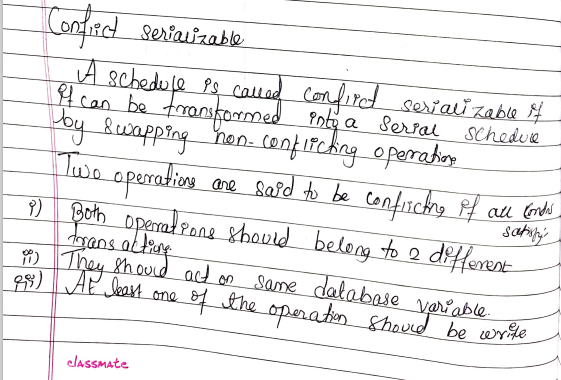 Conflict serializable
A schedule is called conflict serializable if
it can be transformed into a serial schedule
by swapping non-conflicting operations
Two operations are said to be conflicting if all conds
satisfy
i) Both operations should belong to 2 different
transactions.
ii) They should act on same database variable.
iii) At least one of the operation should be write
classmate